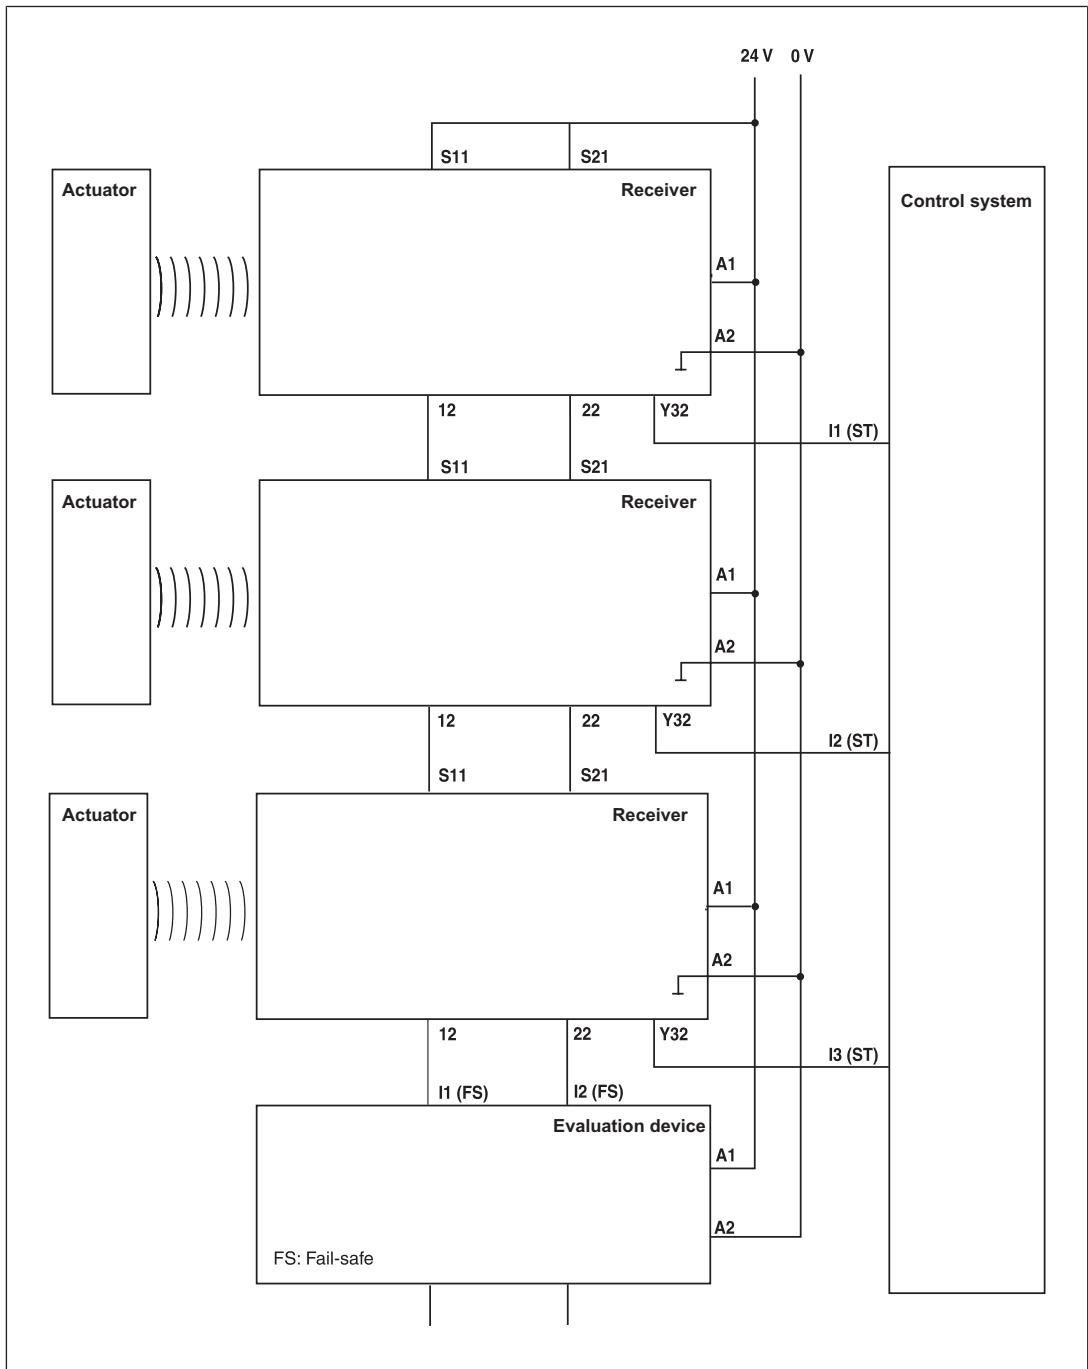 24 V 0 V
S11 S21
Actuator Receiver
Control system
A1
A2
12 22 Y32
I1 (ST)
S11 S21
Actuator Receiver
A1
A2
12 22 Y32
I2 (ST)
S11 S21
Actuator Receiver
A1
A2
12 22 Y32
I3 (ST)
I1 (FS) I2 (FS)
Evaluation device
A1
A2
FS: Fail-safe